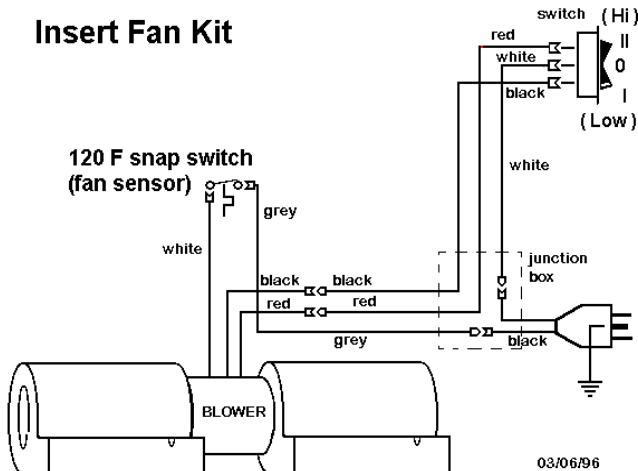 Insert Fan Kit
switch
( Hi )
II
0
I
( Low )
red
white
black
white
120 F snap switch
(fan sensor)
grey
white
junction
box
black
black
red
red
grey
black
BLOWER
03/06/96